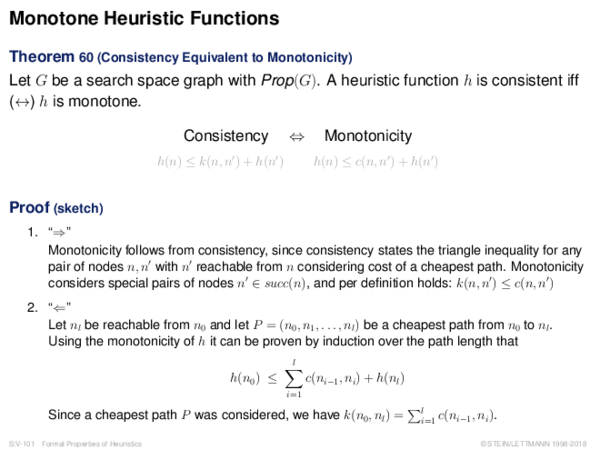 Monotone Heuristic Functions
Theorem 60 (Consistency Equivalent to Monotonicity)
Let G be a search space graph with Prop(G). A heuristic function h is consistent iff
(↔) h is monotone.
Consistency ⇔ Monotonicity
h(n) ≤ k(n, n′) + h(n′) h(n) ≤ c(n, n′) + h(n′)
Proof (sketch)
1. "⇒"
Monotonicity follows from consistency, since consistency states the triangle inequality for any
pair of nodes n, n′ with n′ reachable from n considering cost of a cheapest path. Monotonicity
considers special pairs of nodes n′ ∈ succ(n), and per definition holds: k(n, n′) ≤ c(n, n′)
2. "⇐"
Let n_l be reachable from n_0 and let P = (n_0, n_1, . . . , n_l) be a cheapest path from n_0 to n_l.
Using the monotonicity of h it can be proven by induction over the path length that
h(n_0) ≤ ∑_{i=1}^{l} c(n_{i−1}, n_i) + h(n_l)
Since a cheapest path P was considered, we have k(n_0, n_l) = ∑_{i=1}^{l} c(n_{i−1}, n_i).
S:V-101 Formal Properties of Heuristics ©STEIN/LETTMANN 1998-2018